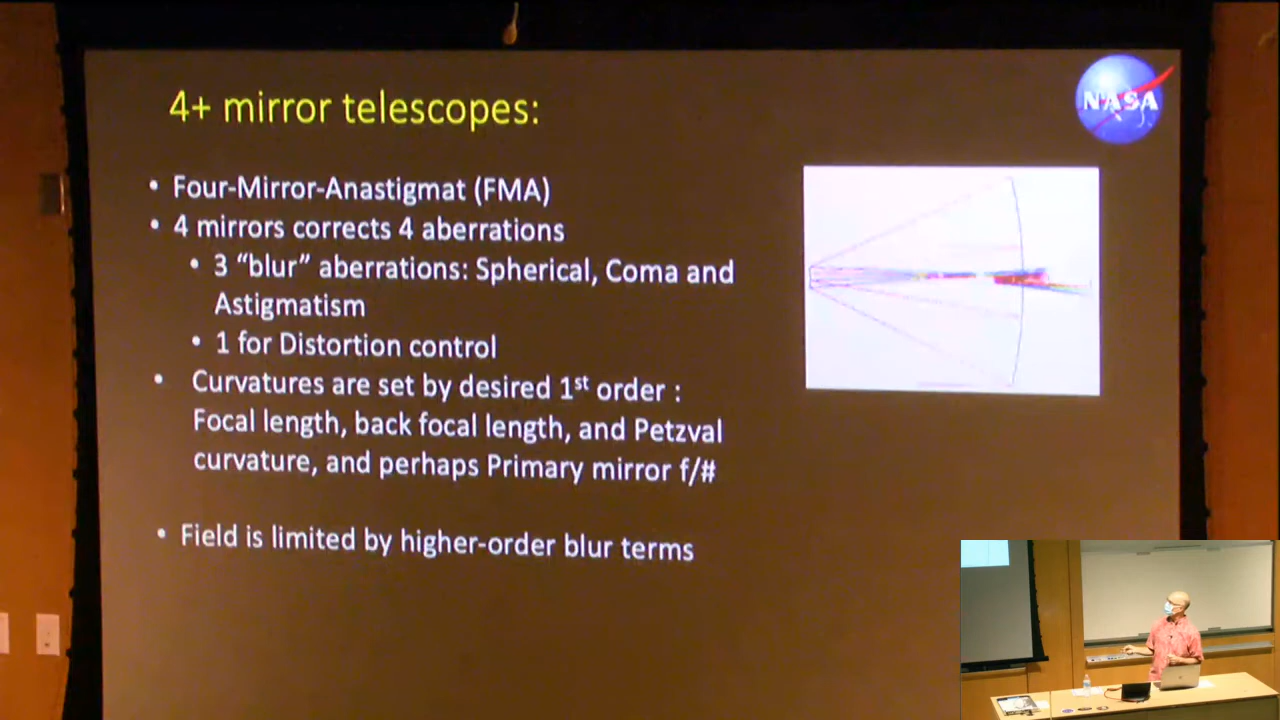 4+ mirror telescopes:
NASA
• Four-Mirror-Anastigmat (FMA)
• 4 mirrors corrects 4 aberrations
• 3 “blur” aberrations: Spherical, Coma and
Astigmatism
• 1 for Distortion control
• Curvatures are set by desired 1st order :
Focal length, back focal length, and Petzval
curvature, and perhaps Primary mirror f/#
• Field is limited by higher-order blur terms